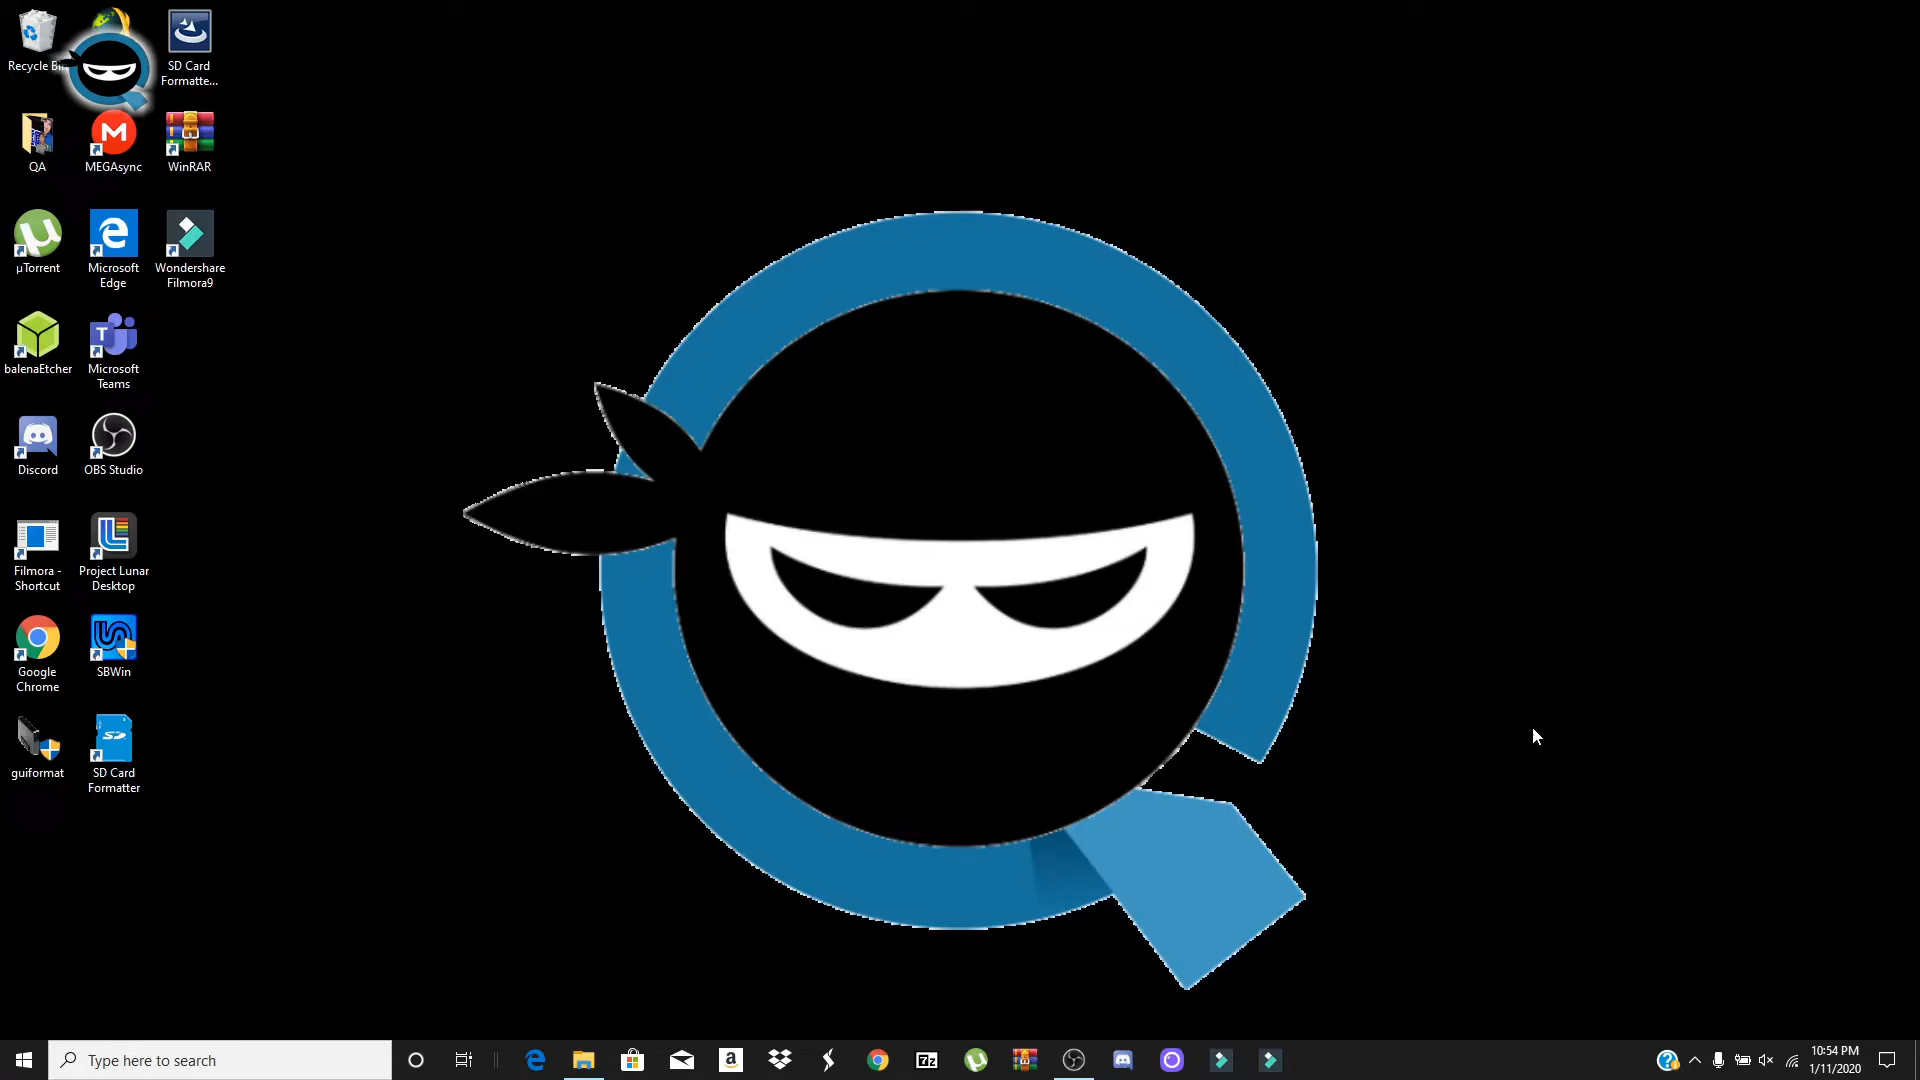 Recycle Bin
SD Card
Formatte...
QA
MEGAsync
WinRAR
µTorrent
Microsoft
Edge
Wondershare
Filmora9
balenaEtcher
Microsoft
Teams
Discord
OBS Studio
Filmora -
Shortcut
Project Lunar
Desktop
Google
Chrome
SBWin
guiformat
SD Card
Formatter
Type here to search
10:54 PM
1/11/2020